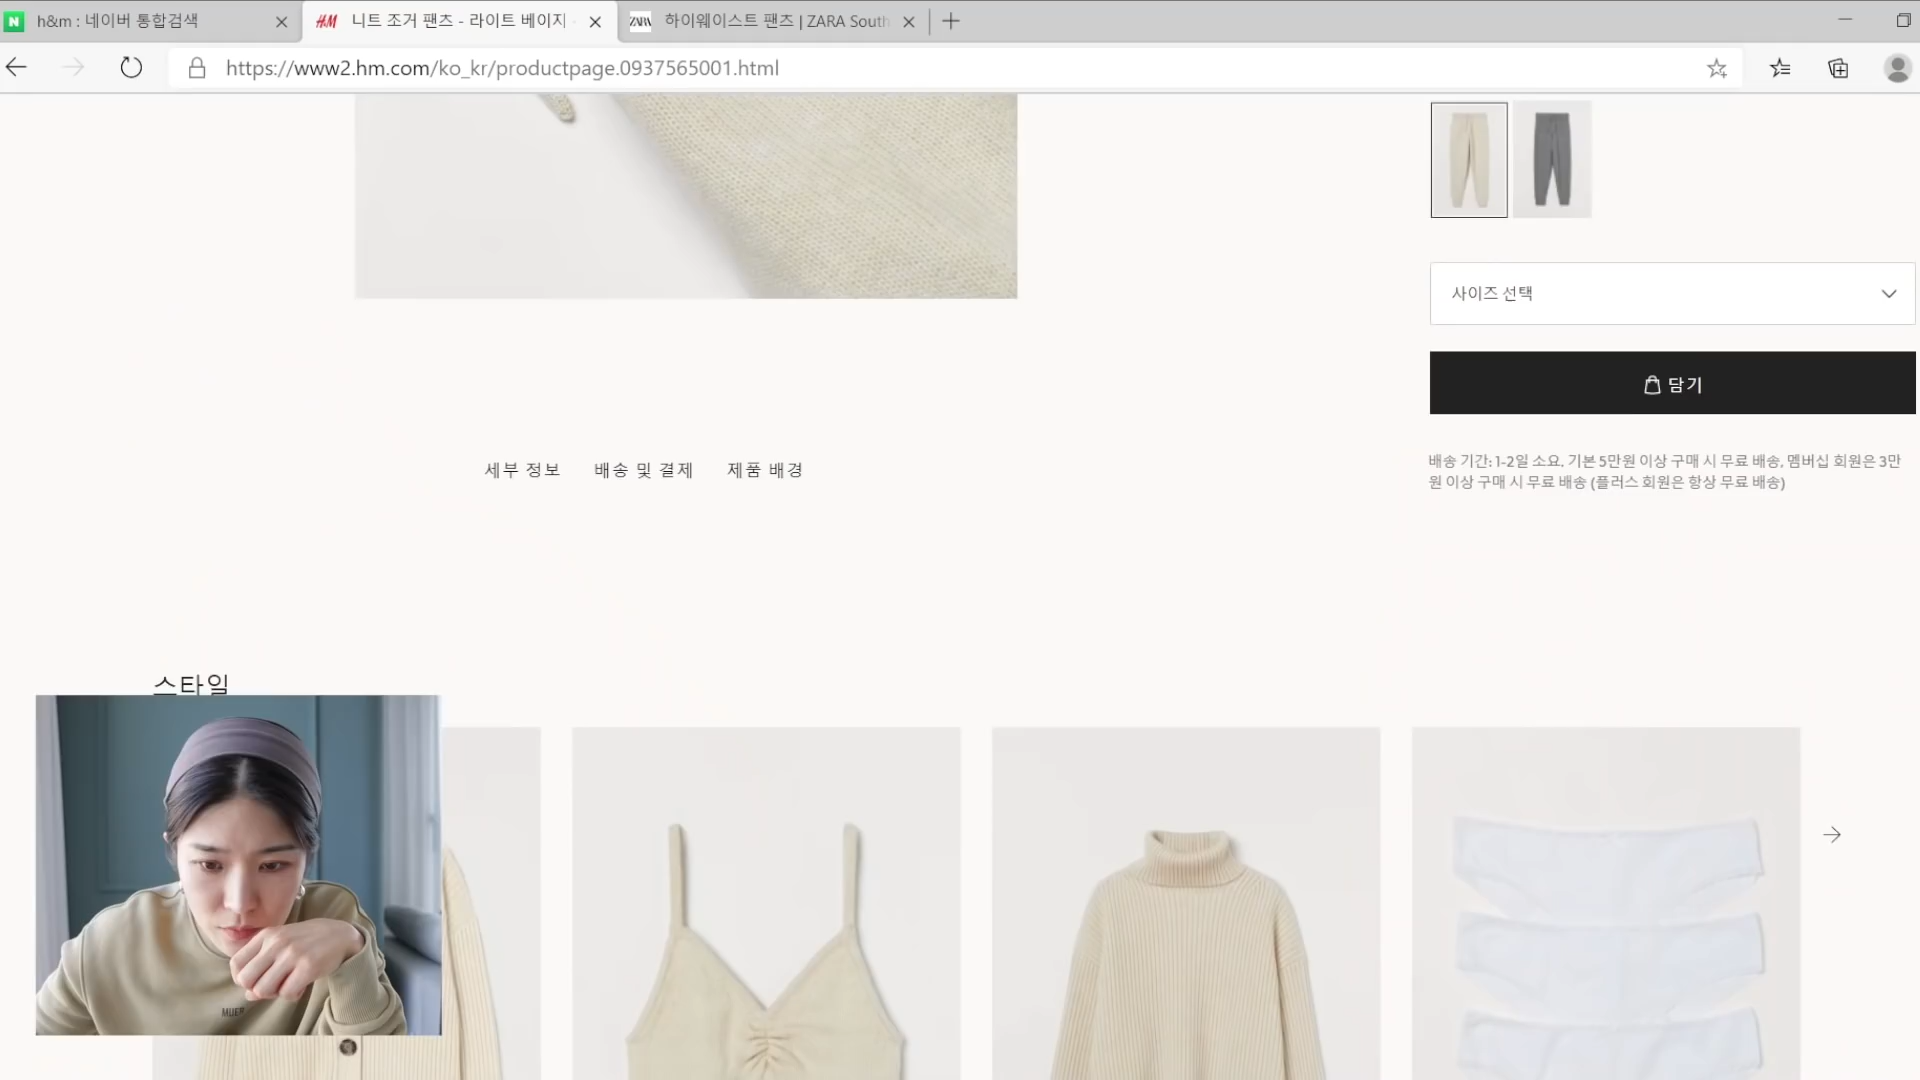 h&m : 네이버 통합검색
H&M 니트 조거 팬츠 - 라이트 베이지
ZARA 하이웨이스트 팬츠 | ZARA South
https://www2.hm.com/ko_kr/productpage.0937565001.html
사이즈 선택
담기
배송 기간: 1-2일 소요. 기본 5만원 이상 구매 시 무료 배송, 멤버십 회원은 3만
원 이상 구매 시 무료 배송 (플러스 회원은 항상 무료 배송)
세부 정보 배송 및 결제 제품 배경
스타일